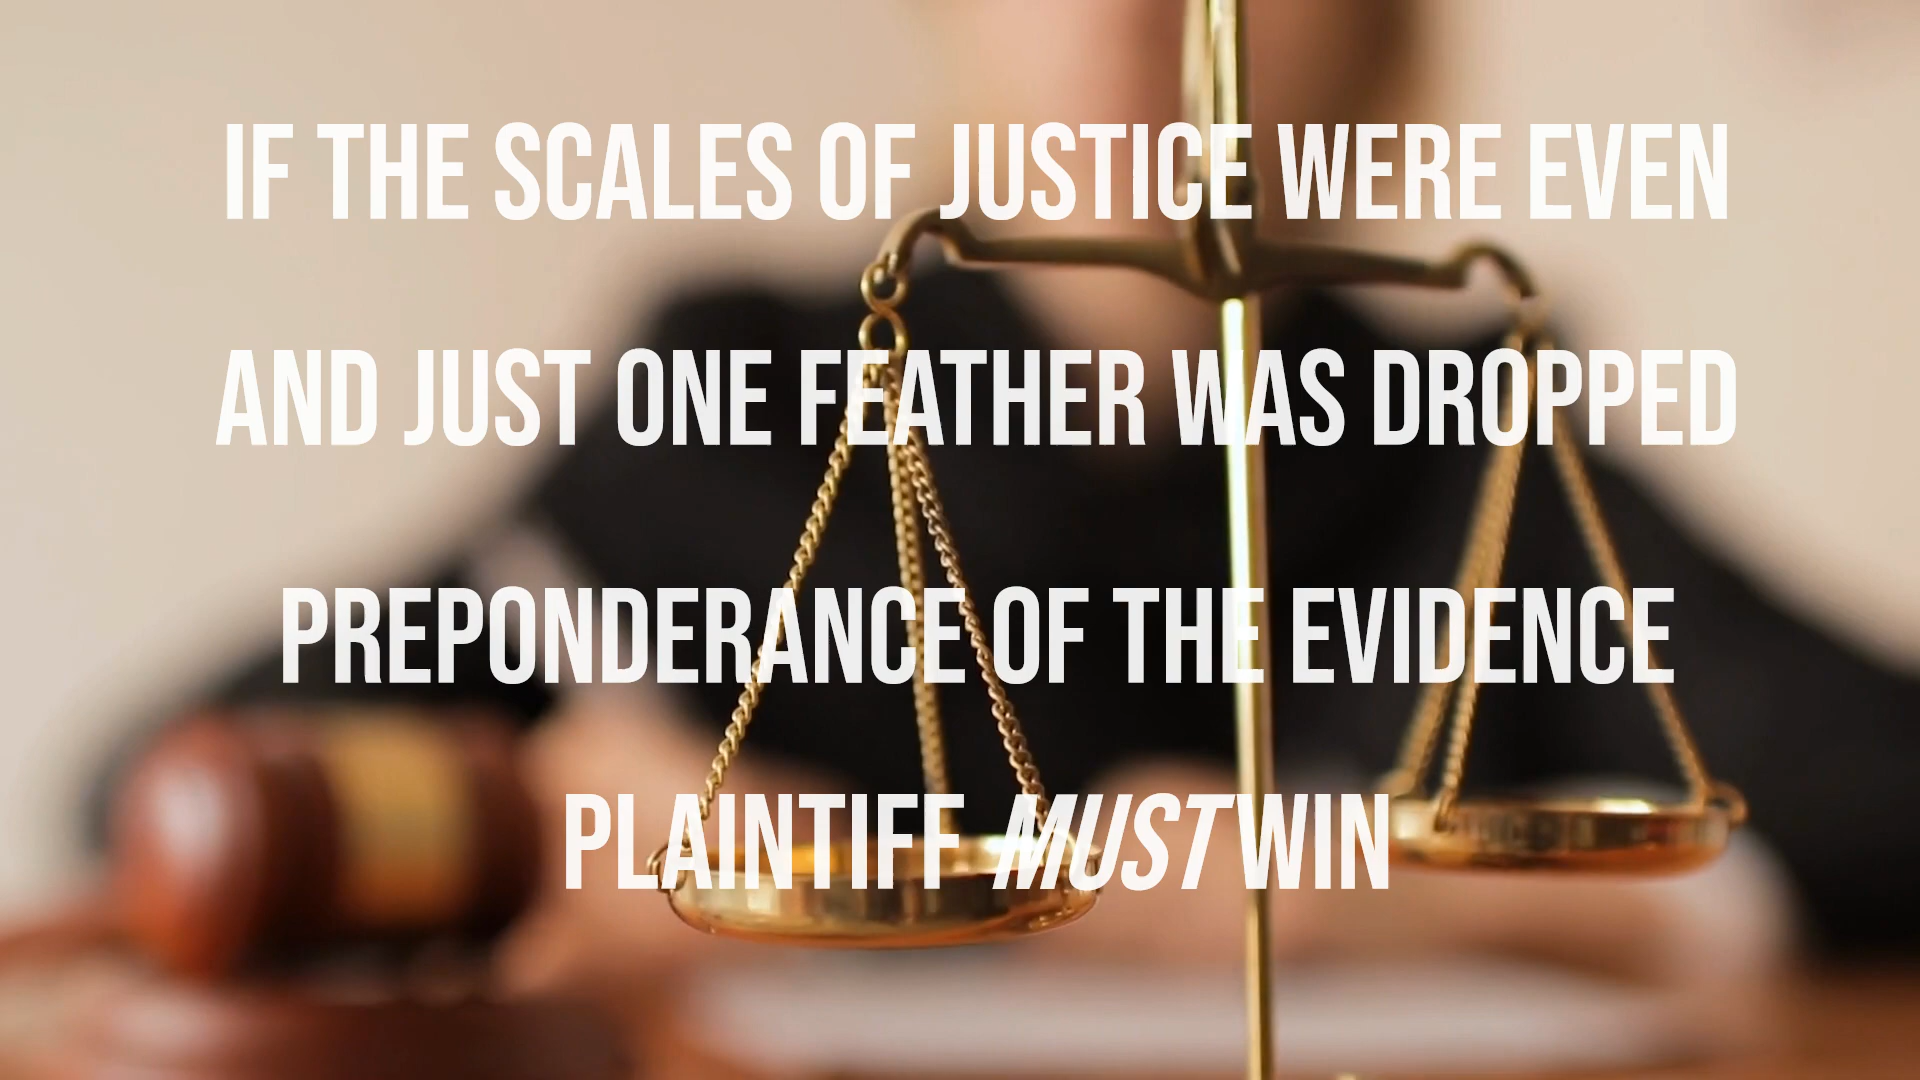 IF THE SCALES OF JUSTICE WERE EVEN
AND JUST ONE FEATHER WAS DROPPED
PREPONDERANCE OF THE EVIDENCE
PLAINTIFF MUST WIN